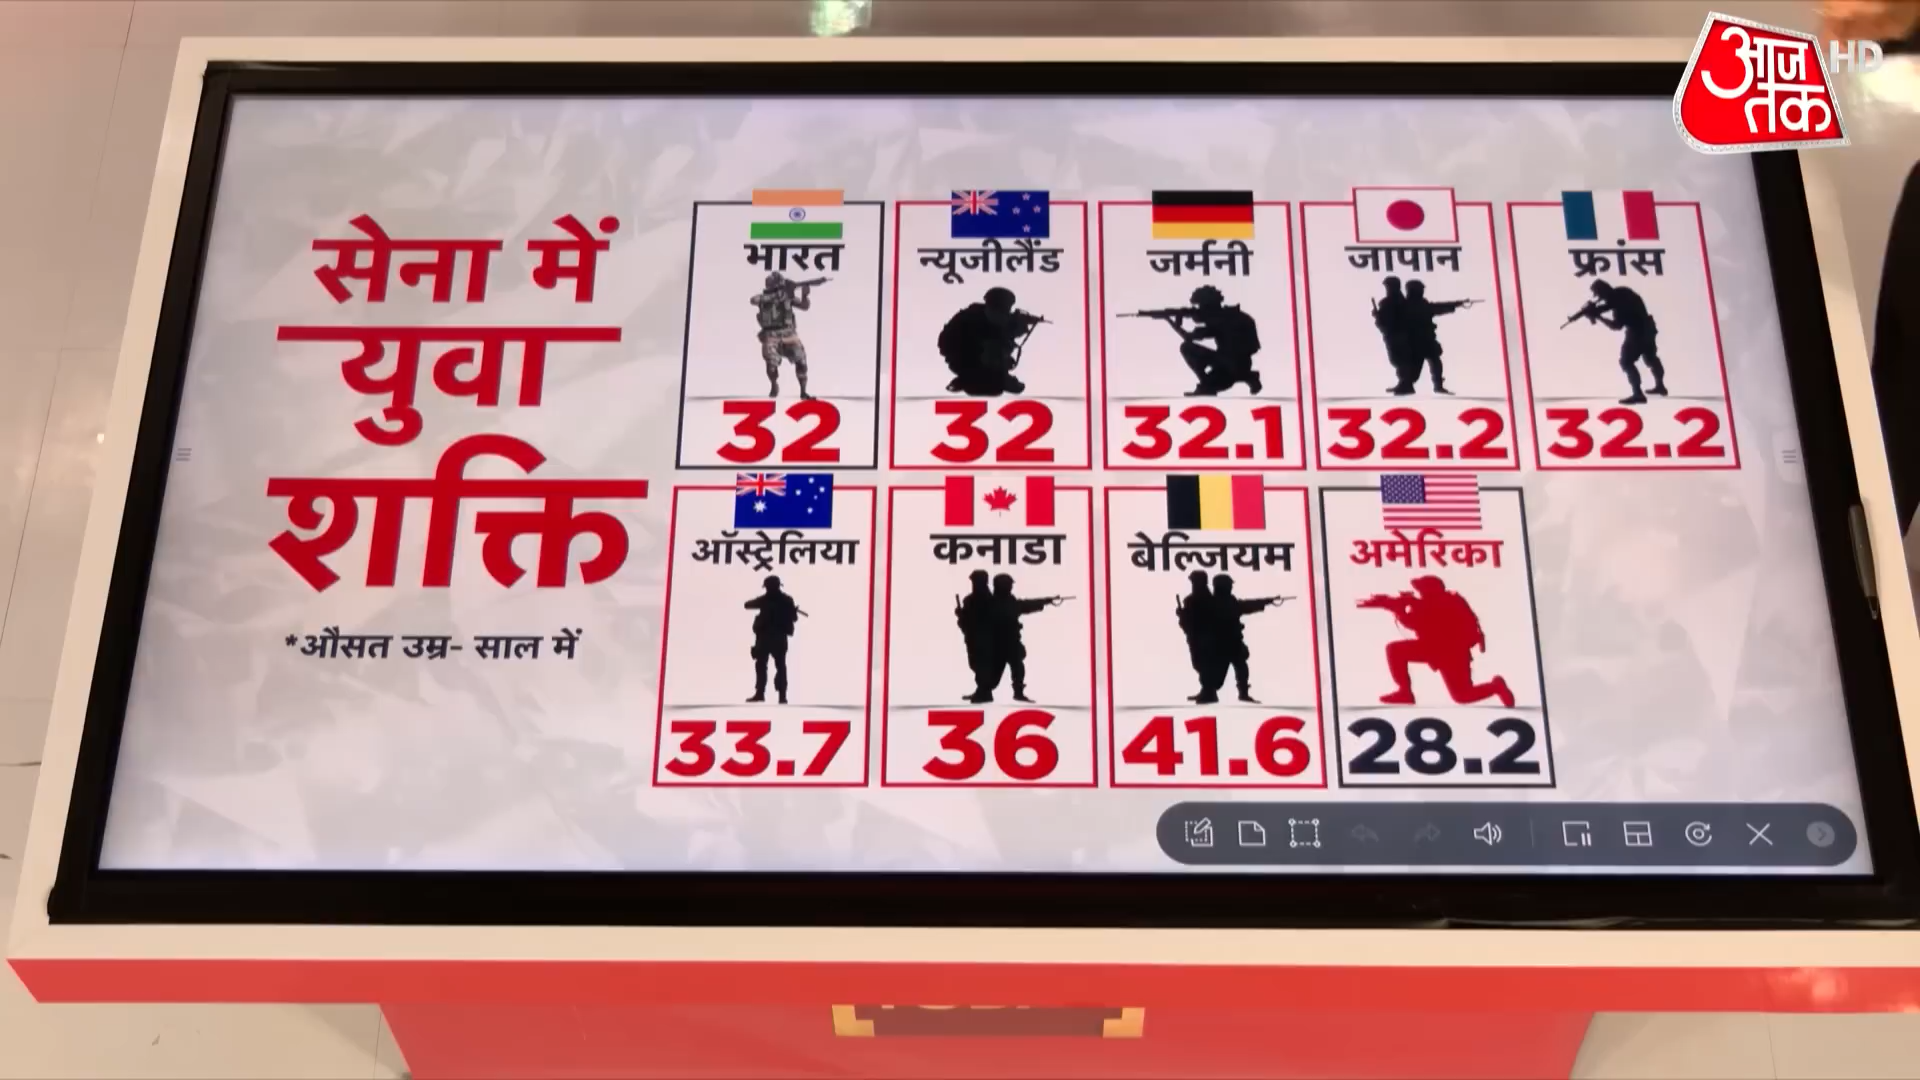 आज
तक
HD
सेना में
युवा
शक्ति
*औसत उम्र- साल में
भारत
32
न्यूजीलैंड
32
जर्मनी
32.1
जापान
32.2
फ्रांस
32.2
ऑस्ट्रेलिया
33.7
कनाडा
36
बेल्जियम
41.6
अमेरिका
28.2